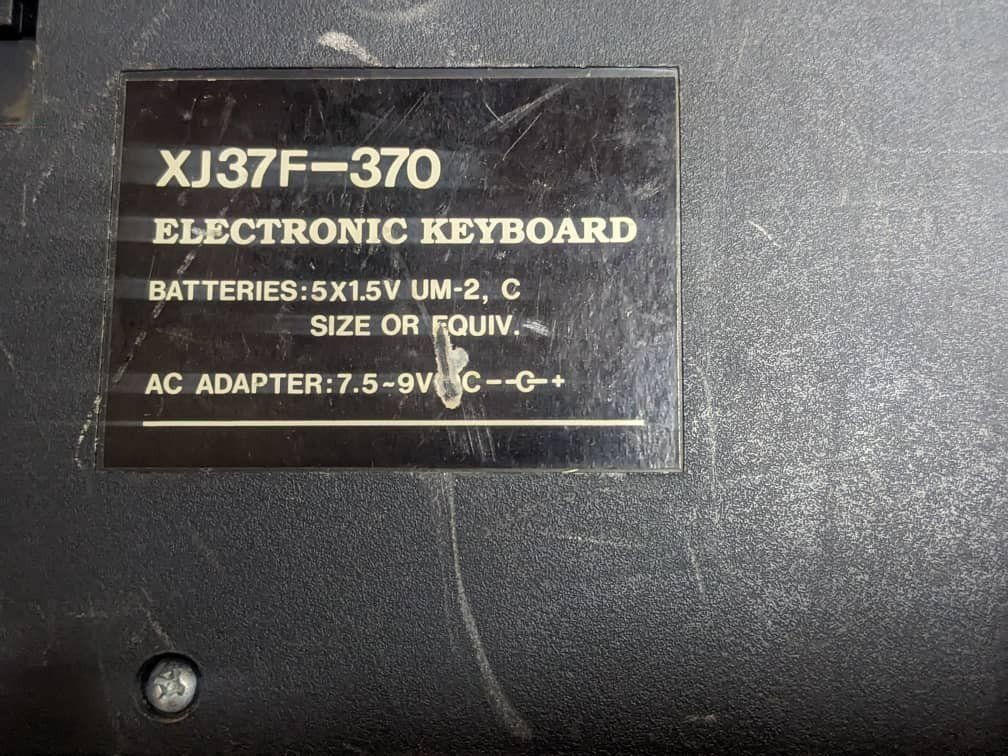 XJ37F-370
ELECTRONIC KEYBOARD
BATTERIES:5X1.5V UM-2, C
SIZE OR EQUIV.
AC ADAPTER:7.5~9V C--C-+